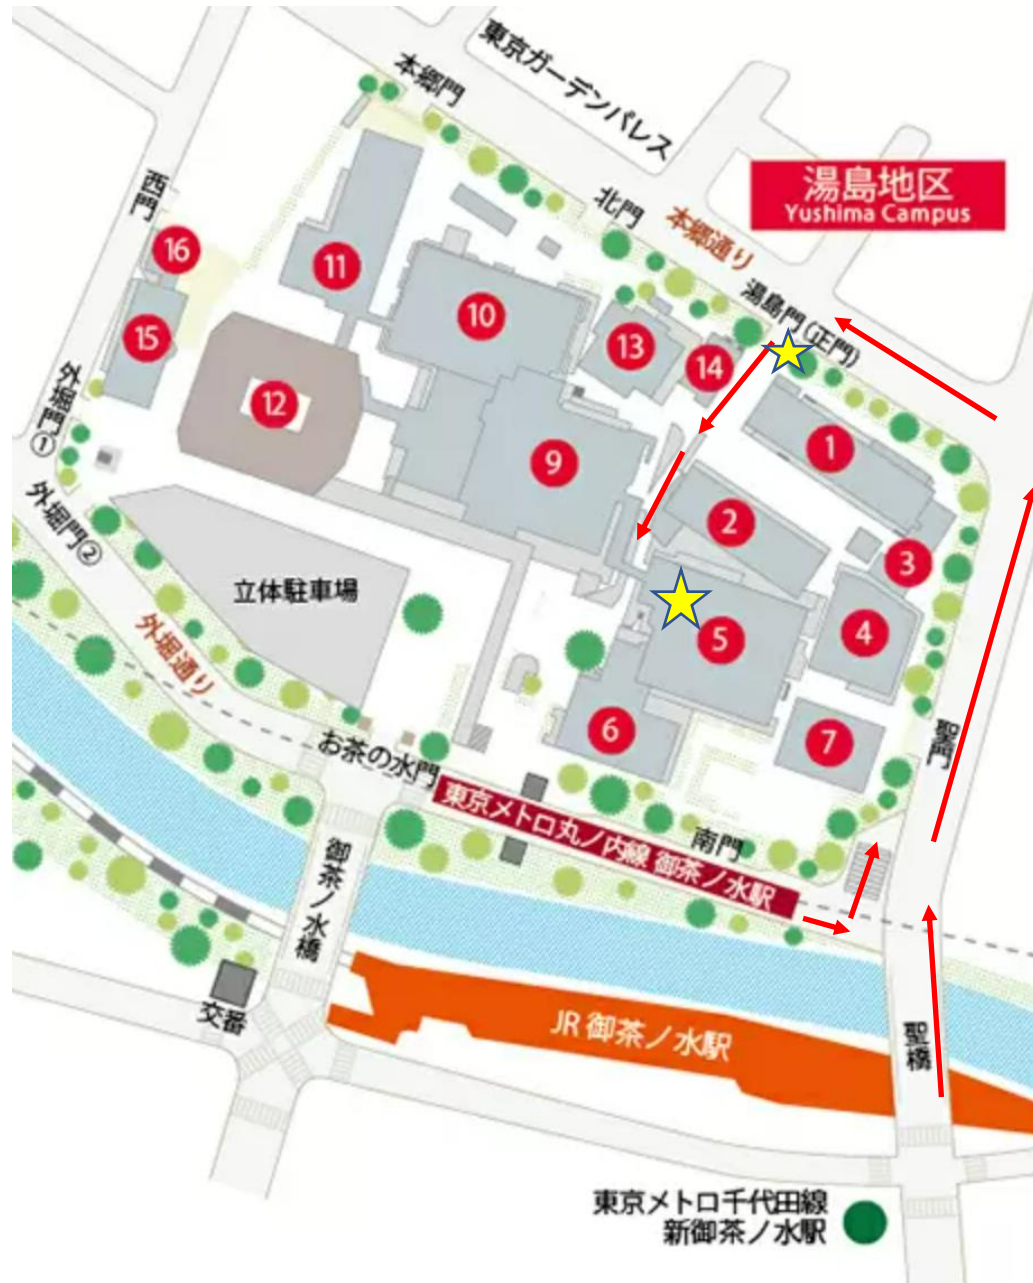 東京ガーデンパレス
本郷門
湯島地区
Yushima Campus
西門
北門
本郷通り
湯島門(正門)
16
11
10
13
14
15
12
1
9
2
3
5
4
6
7
外堀門①
外堀門②
立体駐車場
外堀通り
お茶の水門
聖門
東京メトロ丸ノ内線 御茶ノ水駅
南門
御茶ノ水橋
交番
JR 御茶ノ水駅
聖橋
東京メトロ千代田線
新御茶ノ水駅